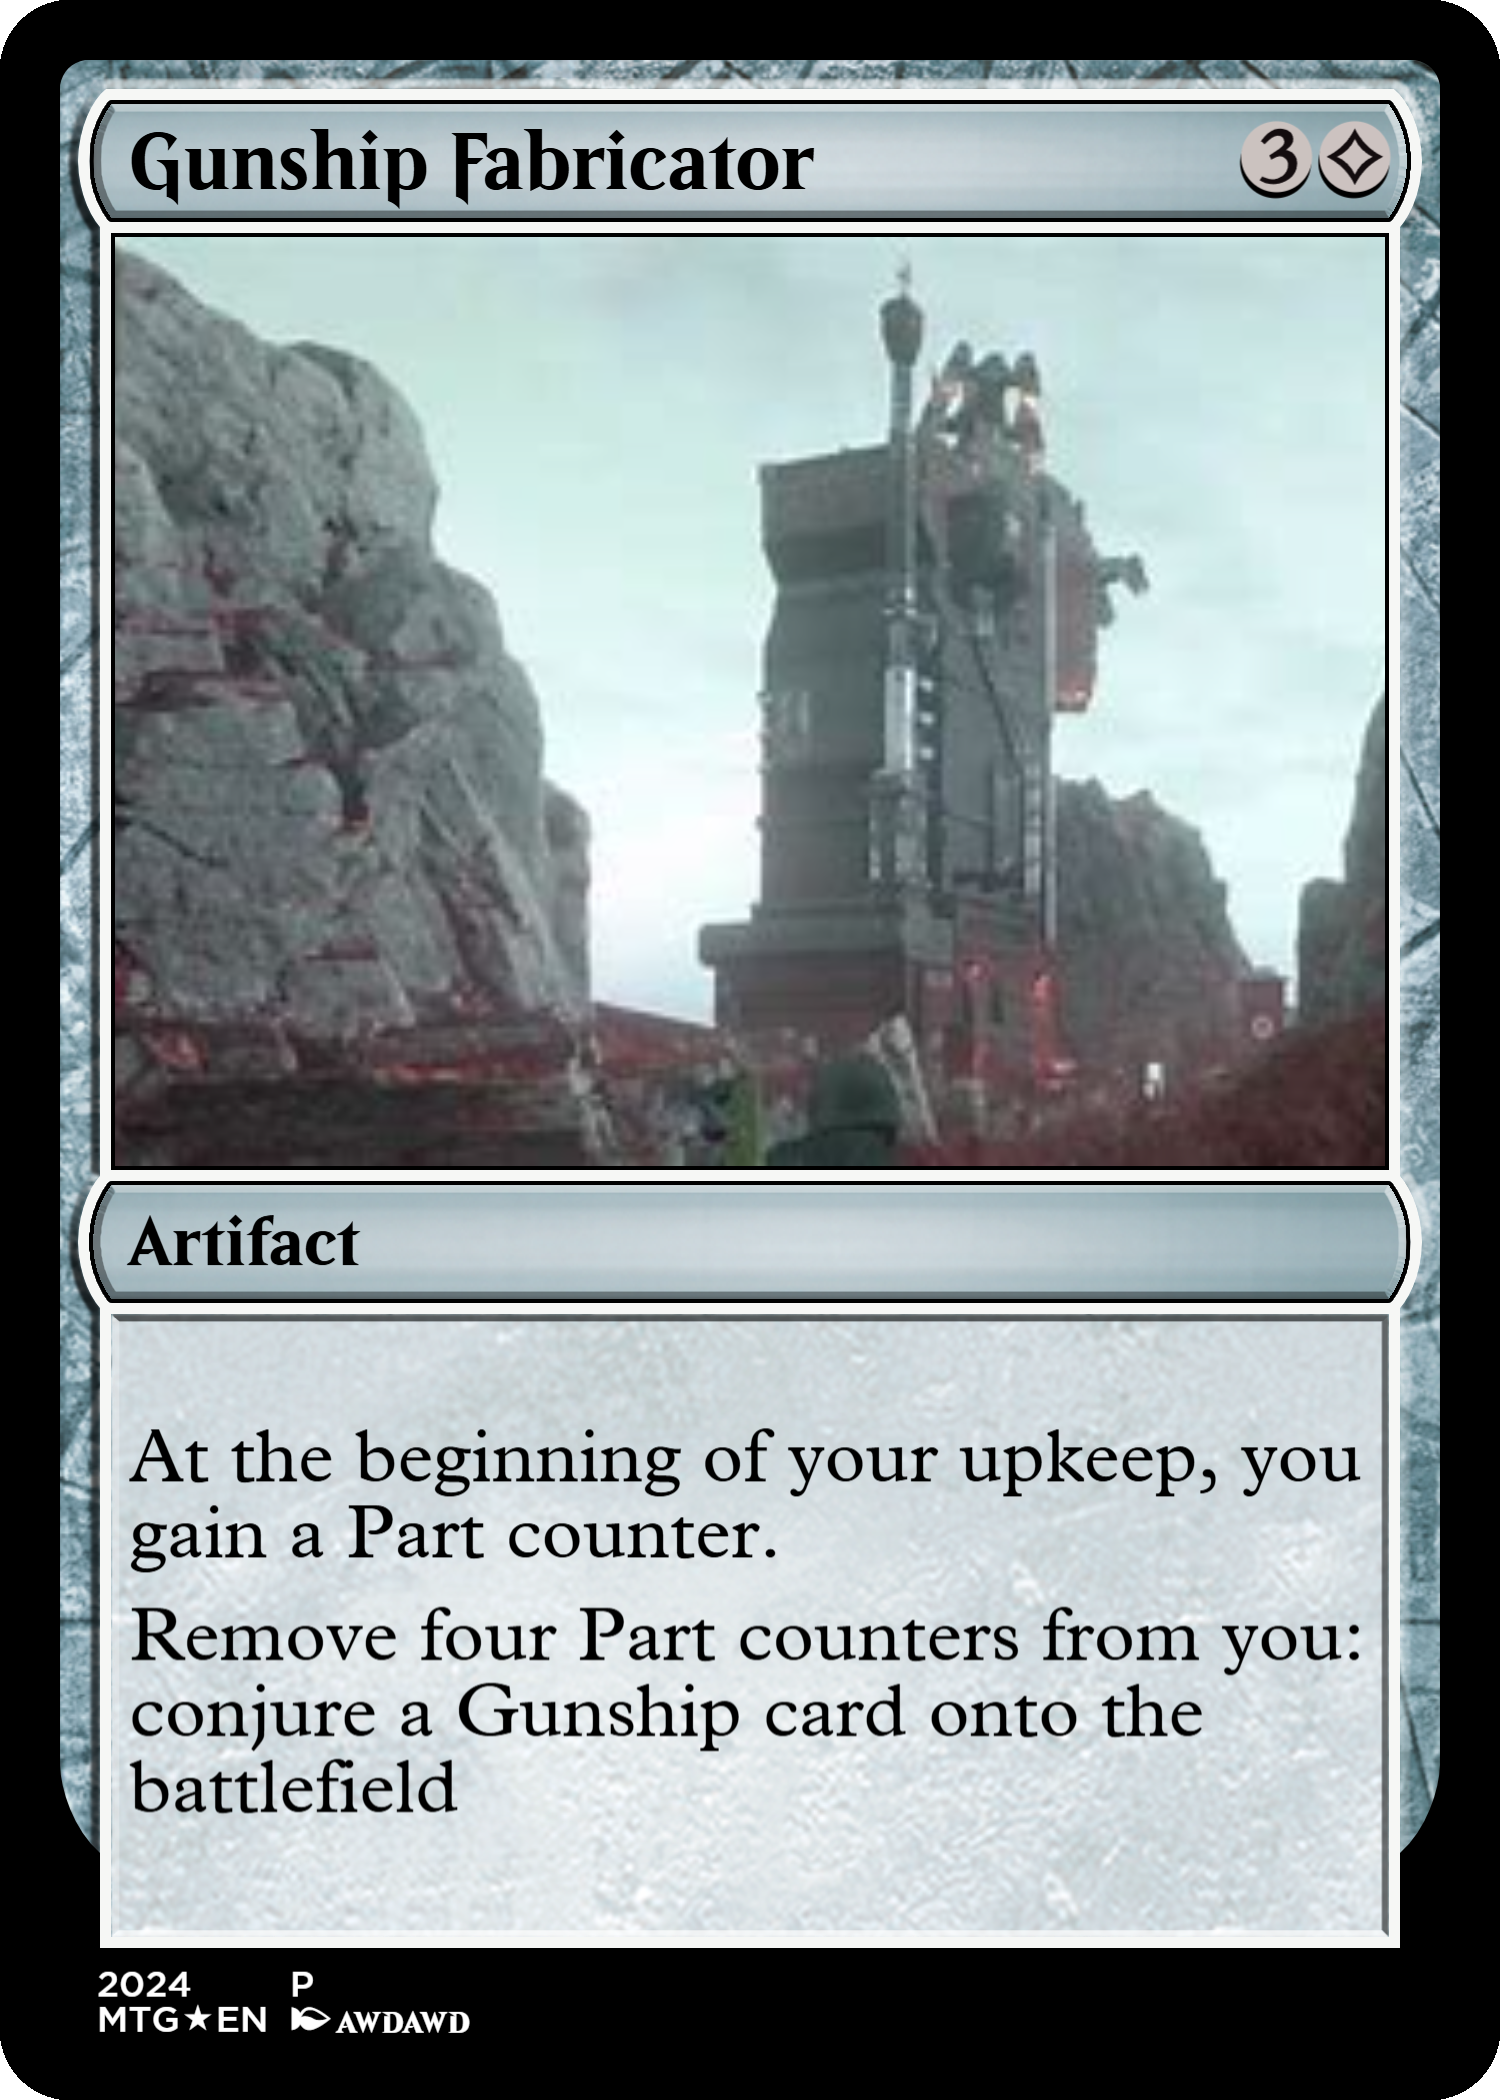 Gunship Fabricator 3
Artifact
At the beginning of your upkeep, you
gain a Part counter.
Remove four Part counters from you:
conjure a Gunship card onto the
battlefield
2024 P
MTG★EN AWDAWD